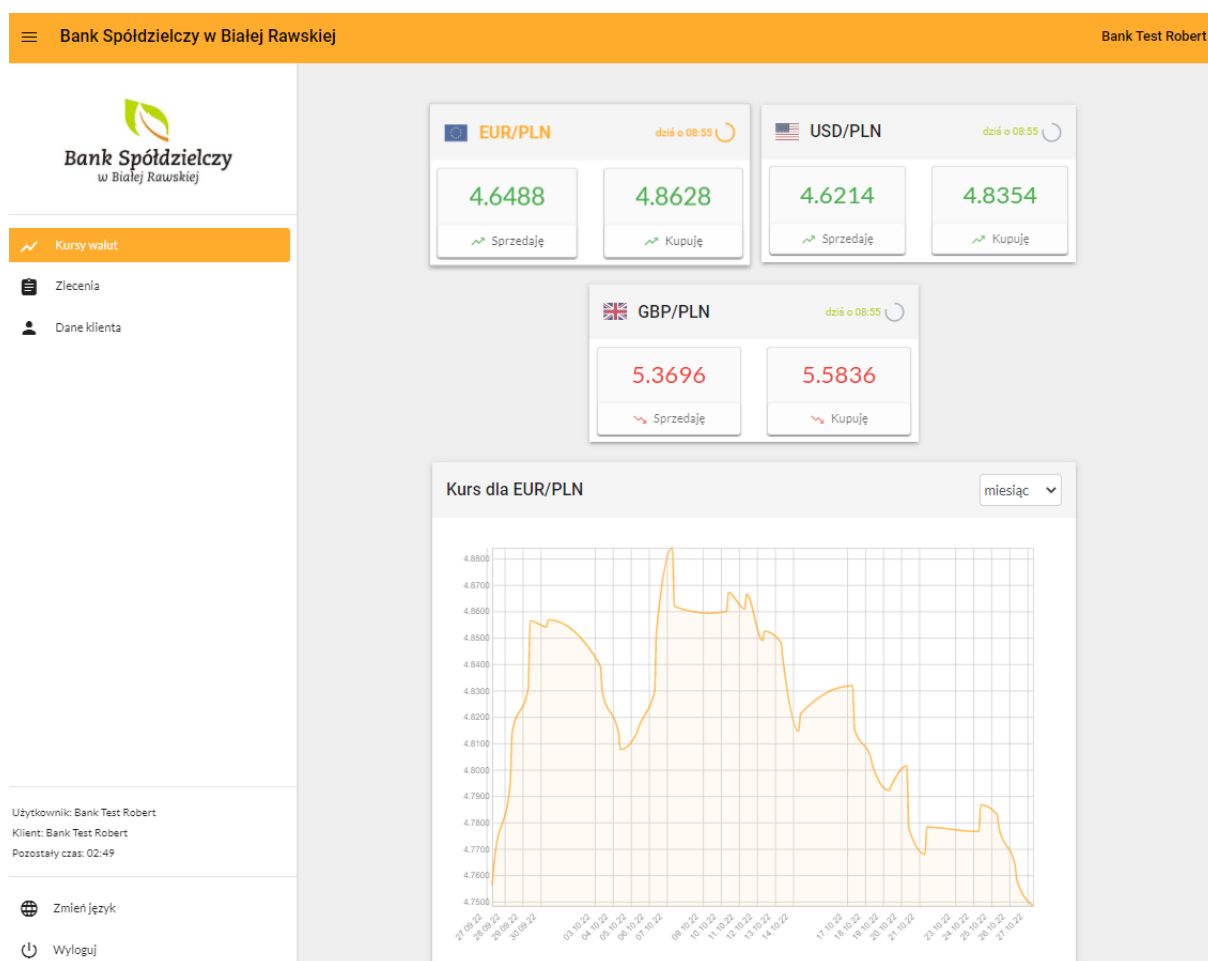 Bank Spółdzielczy w Białej Rawskiej
Bank Test Robert
Bank Spółdzielczy
w Białej Rawskiej
Kursy walut
Zlecenia
Dane klienta
EUR/PLN dziś o 08:55
4.6488 4.8628
Sprzedaję Kupuję
USD/PLN dziś o 08:55
4.6214 4.8354
Sprzedaję Kupuję
GBP/PLN dziś o 08:55
5.3696 5.5836
Sprzedaję Kupuję
Kurs dla EUR/PLN miesiąc
4.8800
4.8700
4.8600
4.8500
4.8400
4.8300
4.8200
4.8100
4.8000
4.7900
4.7800
4.7700
4.7600
4.7500
27.09.22 28.09.22 29.09.22 30.09.22 03.10.22 04.10.22 05.10.22 06.10.22 07.10.22 09.10.22 10.10.22 11.10.22 12.10.22 13.10.22 14.10.22 17.10.22 18.10.22 19.10.22 20.10.22 21.10.22 23.10.22 24.10.22 25.10.22 26.10.22 27.10.22
Użytkownik: Bank Test Robert
Klient: Bank Test Robert
Pozostały czas: 02:49
Zmień język
Wyloguj